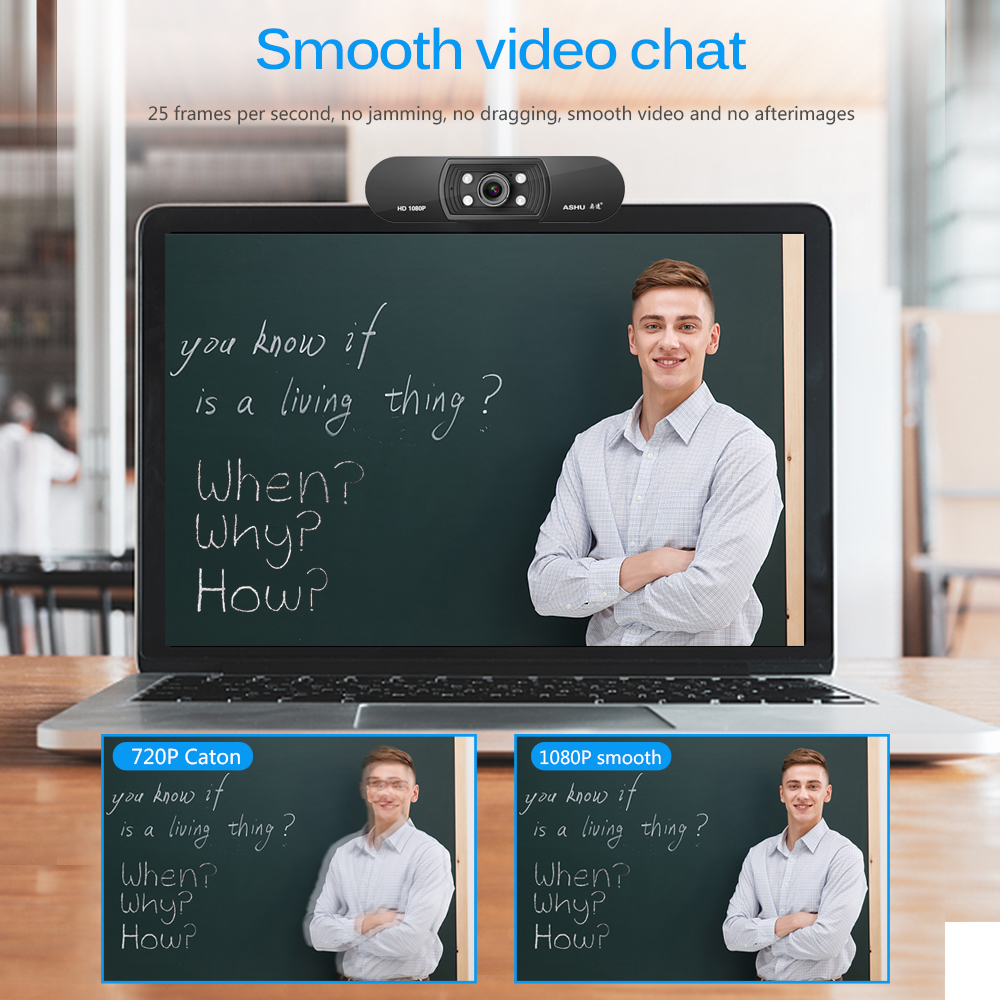 Smooth video chat
25 frames per second, no jamming, no dragging, smooth video and no afterimages
HD 1080P
ASHU
you know if
is a living thing?
When?
Why?
How?
720P Caton
you know if
is a living thing?
When?
Why?
How?
1080P smooth
you know if
is a living thing?
When?
Why?
How?